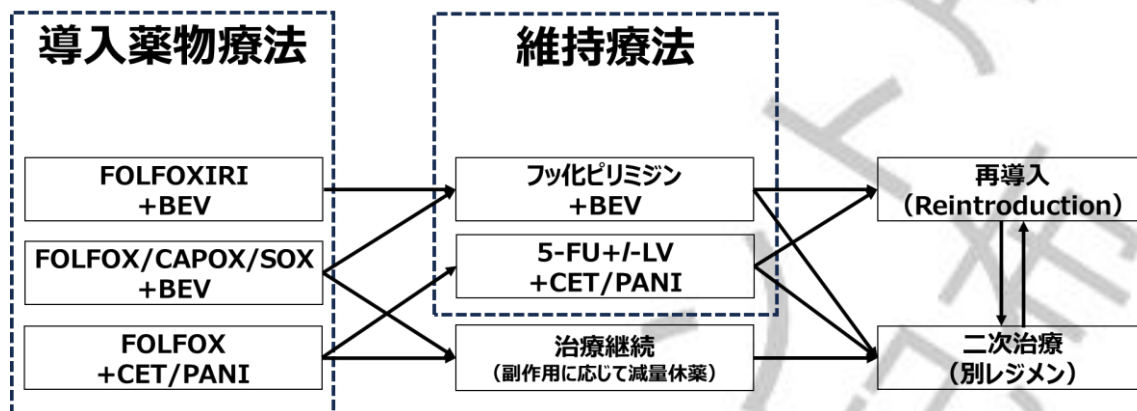 導入薬物療法
維持療法
FOLFOXIRI
+BEV
フッ化ピリミジン
+BEV
再導入
（Reintroduction）
FOLFOX/CAPOX/SOX
+BEV
5-FU+/-LV
+CET/PANI
FOLFOX
+CET/PANI
治療継続
（副作用に応じて減量休薬）
二次治療
（別レジメン）